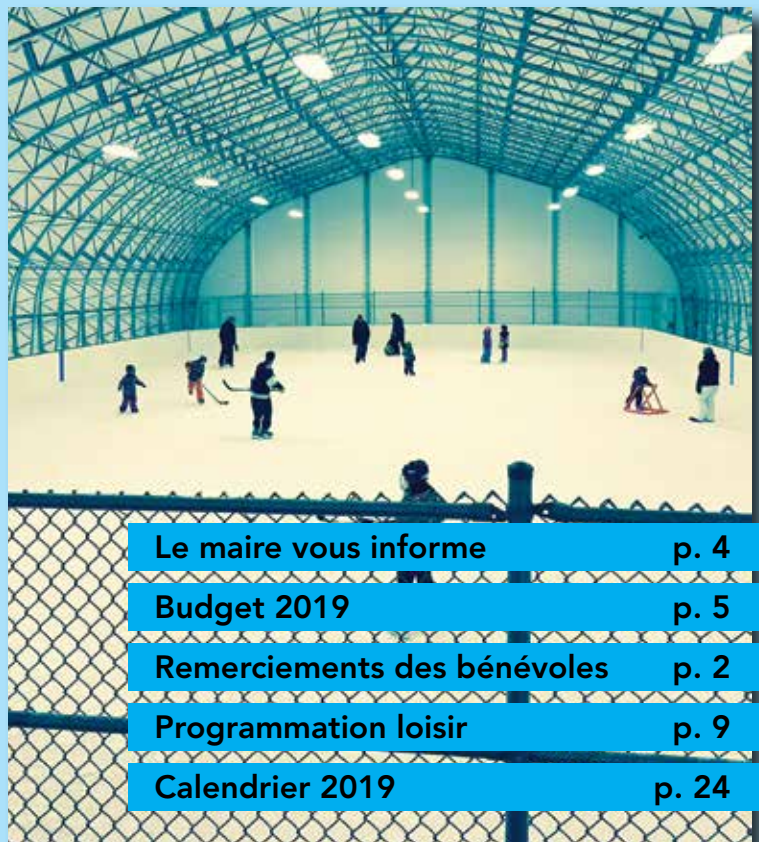 Le maire vous informe p. 4
Budget 2019 p. 5
Remerciements des bénévoles p. 2
Programmation loisir p. 9
Calendrier 2019 p. 24